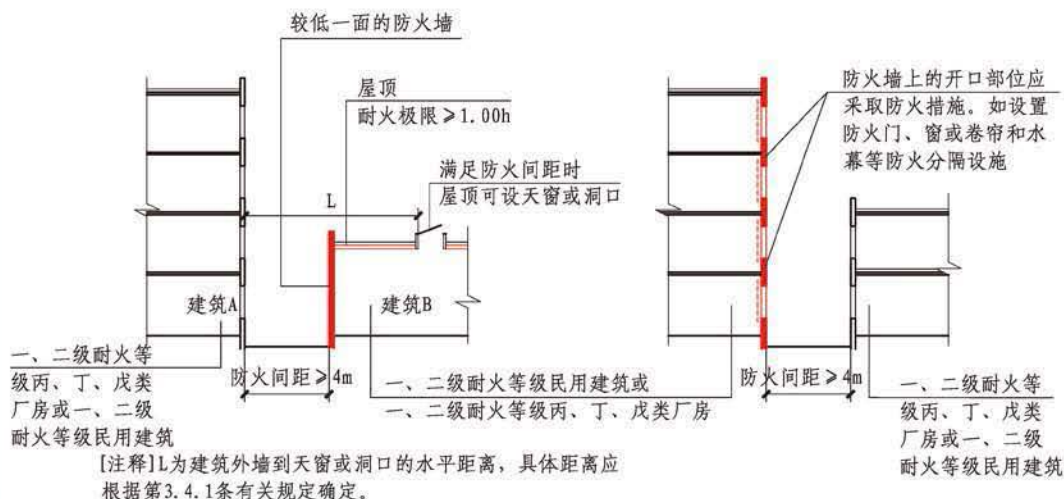 较低一面的防火墙
屋顶
耐火极限≥1.00h
满足防火间距时
屋顶可设天窗或洞口
L
建筑A
建筑B
一、二级耐火等
级丙、丁、戊类
厂房或一、二级
耐火等级民用建筑
防火间距≥4m
一、二级耐火等级民用建筑或
一、二级耐火等级丙、丁、戊类厂房
防火墙上的开口部位应
采取防火措施。如设置
防火门、窗或卷帘和水
幕等防火分隔设施
防火间距≥4m
一、二级耐火等
级丙、丁、戊类
厂房或一、二级
耐火等级民用建筑
[注释]L为建筑外墙到天窗或洞口的水平距离，具体距离应
根据第3.4.1条有关规定确定。